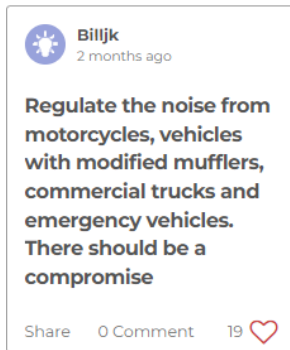 Billjk
2 months ago
Regulate the noise from
motorcycles, vehicles
with modified mufflers,
commercial trucks and
emergency vehicles.
There should be a
compromise
Share 0 Comment 19